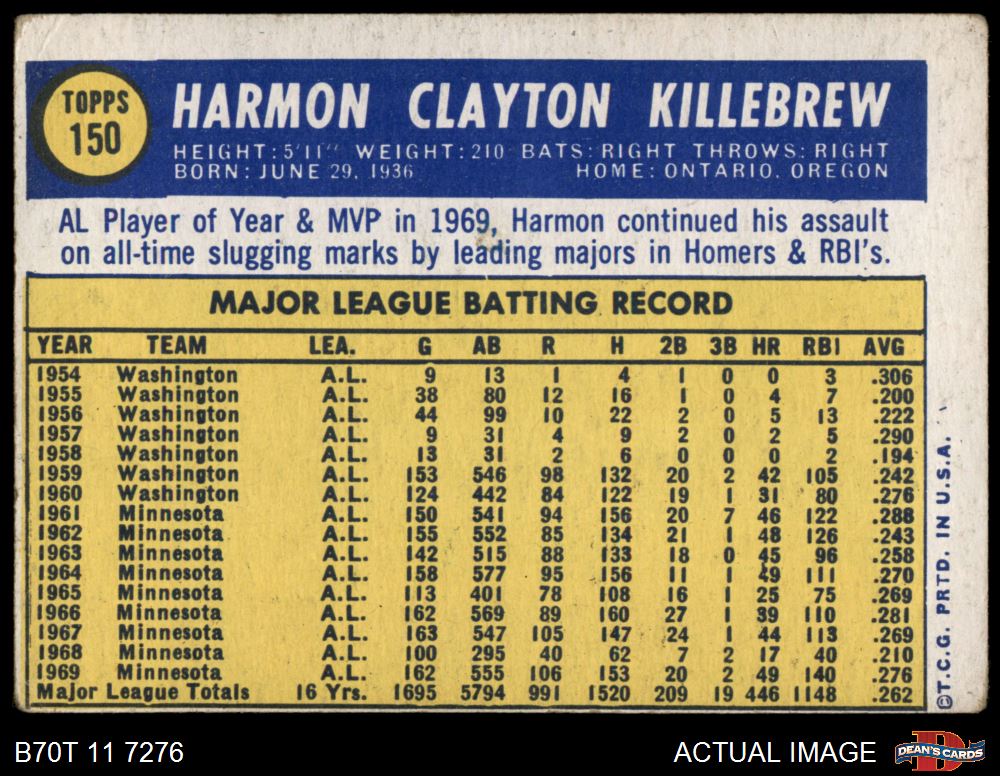 TOPPS
150
HARMON CLAYTON KILLEBREW
HEIGHT: 5'11" WEIGHT: 210 BATS: RIGHT THROWS: RIGHT
BORN: JUNE 29, 1936 HOME: ONTARIO, OREGON
AL Player of Year & MVP in 1969, Harmon continued his assault
on all-time slugging marks by leading majors in Homers & RBI's.
MAJOR LEAGUE BATTING RECORD
YEAR TEAM LEA. G AB R H 2B 3B HR RBI AVG
1954 Washington A.L. 9 13 1 4 1 0 0 3 .306
1955 Washington A.L. 38 80 12 16 1 0 4 7 .200
1956 Washington A.L. 44 99 10 22 2 0 5 13 .222
1957 Washington A.L. 9 31 4 9 2 0 2 5 .290
1958 Washington A.L. 13 31 2 6 0 0 0 2 .194
1959 Washington A.L. 153 546 98 132 20 2 42 105 .242
1960 Washington A.L. 124 442 84 122 19 1 31 80 .276
1961 Minnesota A.L. 150 541 94 156 20 7 46 122 .288
1962 Minnesota A.L. 155 552 85 134 21 1 48 126 .243
1963 Minnesota A.L. 142 515 88 133 18 0 45 96 .258
1964 Minnesota A.L. 158 577 95 156 11 1 49 111 .270
1965 Minnesota A.L. 113 401 78 108 16 1 25 75 .269
1966 Minnesota A.L. 162 569 89 160 27 1 39 110 .281
1967 Minnesota A.L. 163 547 105 147 24 1 44 113 .269
1968 Minnesota A.L. 100 295 40 62 7 2 17 40 .210
1969 Minnesota A.L. 162 555 106 153 20 2 49 140 .276
Major League Totals 16 Yrs. 1695 5794 991 1520 209 19 446 1148 .262
©T.C.G. PRTD. IN U.S.A.
B70T 11 7276
ACTUAL IMAGE
DEAN'S CARDS